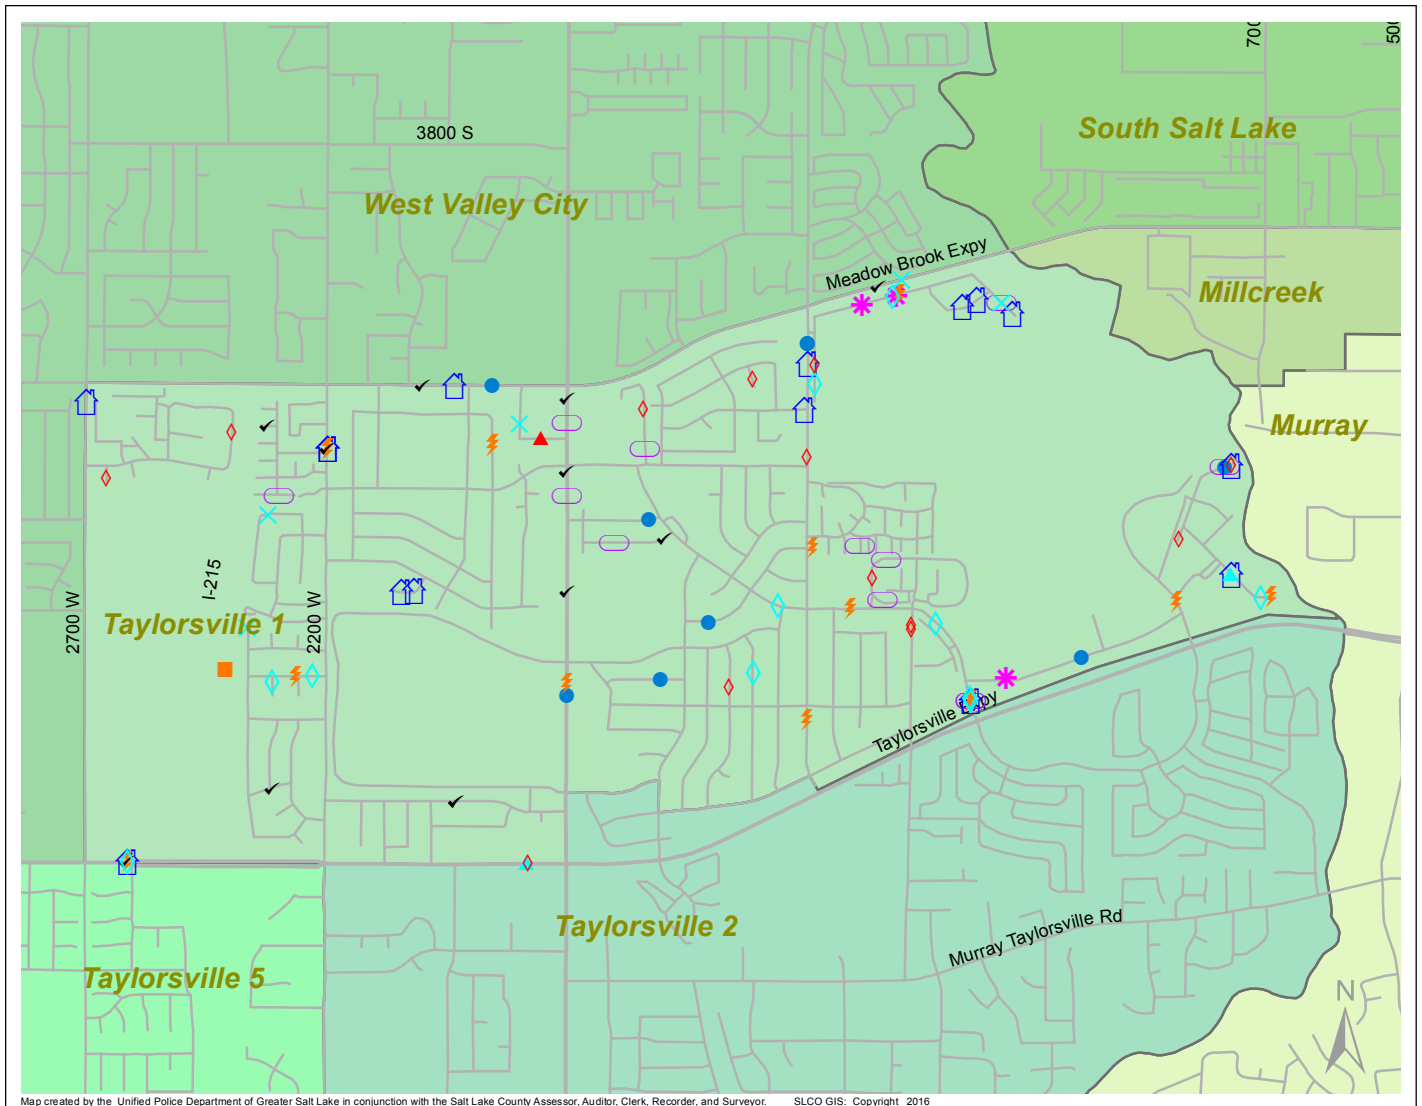 700
500
South Salt Lake
3800 S
West Valley City
Meadow Brook Expy
Millcreek
Murray
I-215
2700 W
2200 W
Taylorsville 1
Taylorsville Expy
Murray Taylorsville Rd
Taylorsville 2
Taylorsville 5
N
Map created by the Unified Police Department of Greater Salt Lake in conjunction with the Salt Lake County Assessor, Auditor, Clerk, Recorder, and Surveyor. SLCO GIS: Copyright 2016